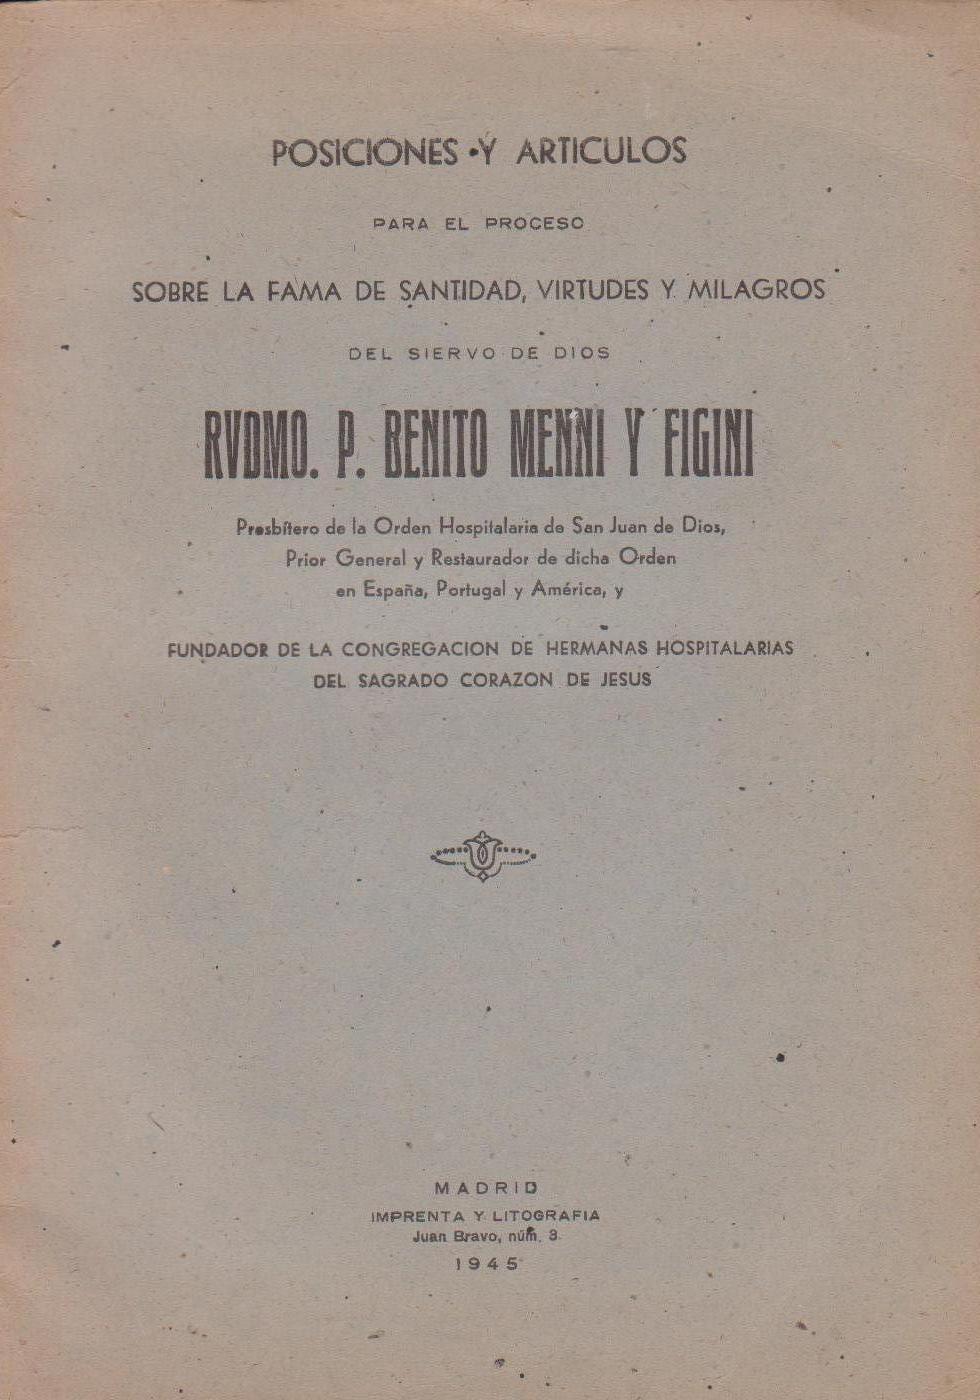 POSICIONES Y ARTICULOS
PARA EL PROCESO
SOBRE LA FAMA DE SANTIDAD, VIRTUDES Y MILAGROS
DEL SIERVO DE DIOS
RVDMO. P. BENITO MENNI Y FIGINI
Presbítero de la Orden Hospitalaria de San Juan de Dios,
Prior General y Restaurador de dicha Orden
en España, Portugal y América, y
FUNDADOR DE LA CONGREGACION DE HERMANAS HOSPITALARIAS
DEL SAGRADO CORAZON DE JESUS
MADRID
IMPRENTA Y LITOGRAFIA
Juan Bravo, núm. 3
1945